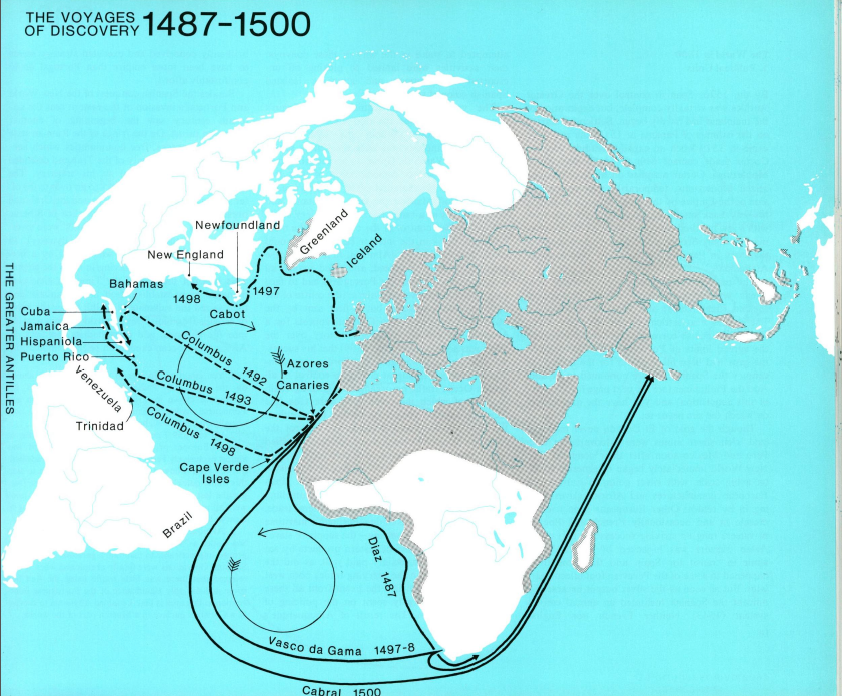 THE VOYAGES
OF DISCOVERY 1487-1500
Newfoundland
Greenland
Iceland
New England
Bahamas
1498
1497
Cabot
Cuba
Jamaica
Hispaniola
Puerto Rico
THE GREATER ANTILLES
Columbus 1492
Azores
Canaries
Columbus 1493
Venezuela
Columbus 1498
Trinidad
Cape Verde
Isles
Brazil
Diaz 1487
Vasco da Gama 1497-8
Cabral 1500